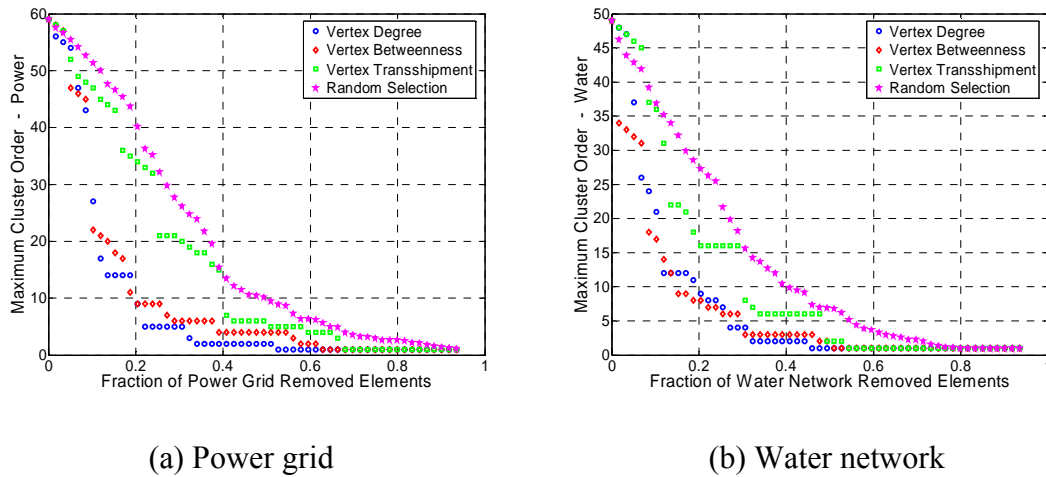 60
50
40
30
20
10
0
Maximum Cluster Order - Power
0
0.2
0.4
0.6
0.8
1
Fraction of Power Grid Removed Elements
Vertex Degree
Vertex Betweenness
Vertex Transshipment
Random Selection
(a) Power grid
50
45
40
35
30
25
20
15
10
5
0
Maximum Cluster Order - Water
0
0.2
0.4
0.6
0.8
1
Fraction of Water Network Removed Elements
Vertex Degree
Vertex Betweenness
Vertex Transshipment
Random Selection
(b) Water network